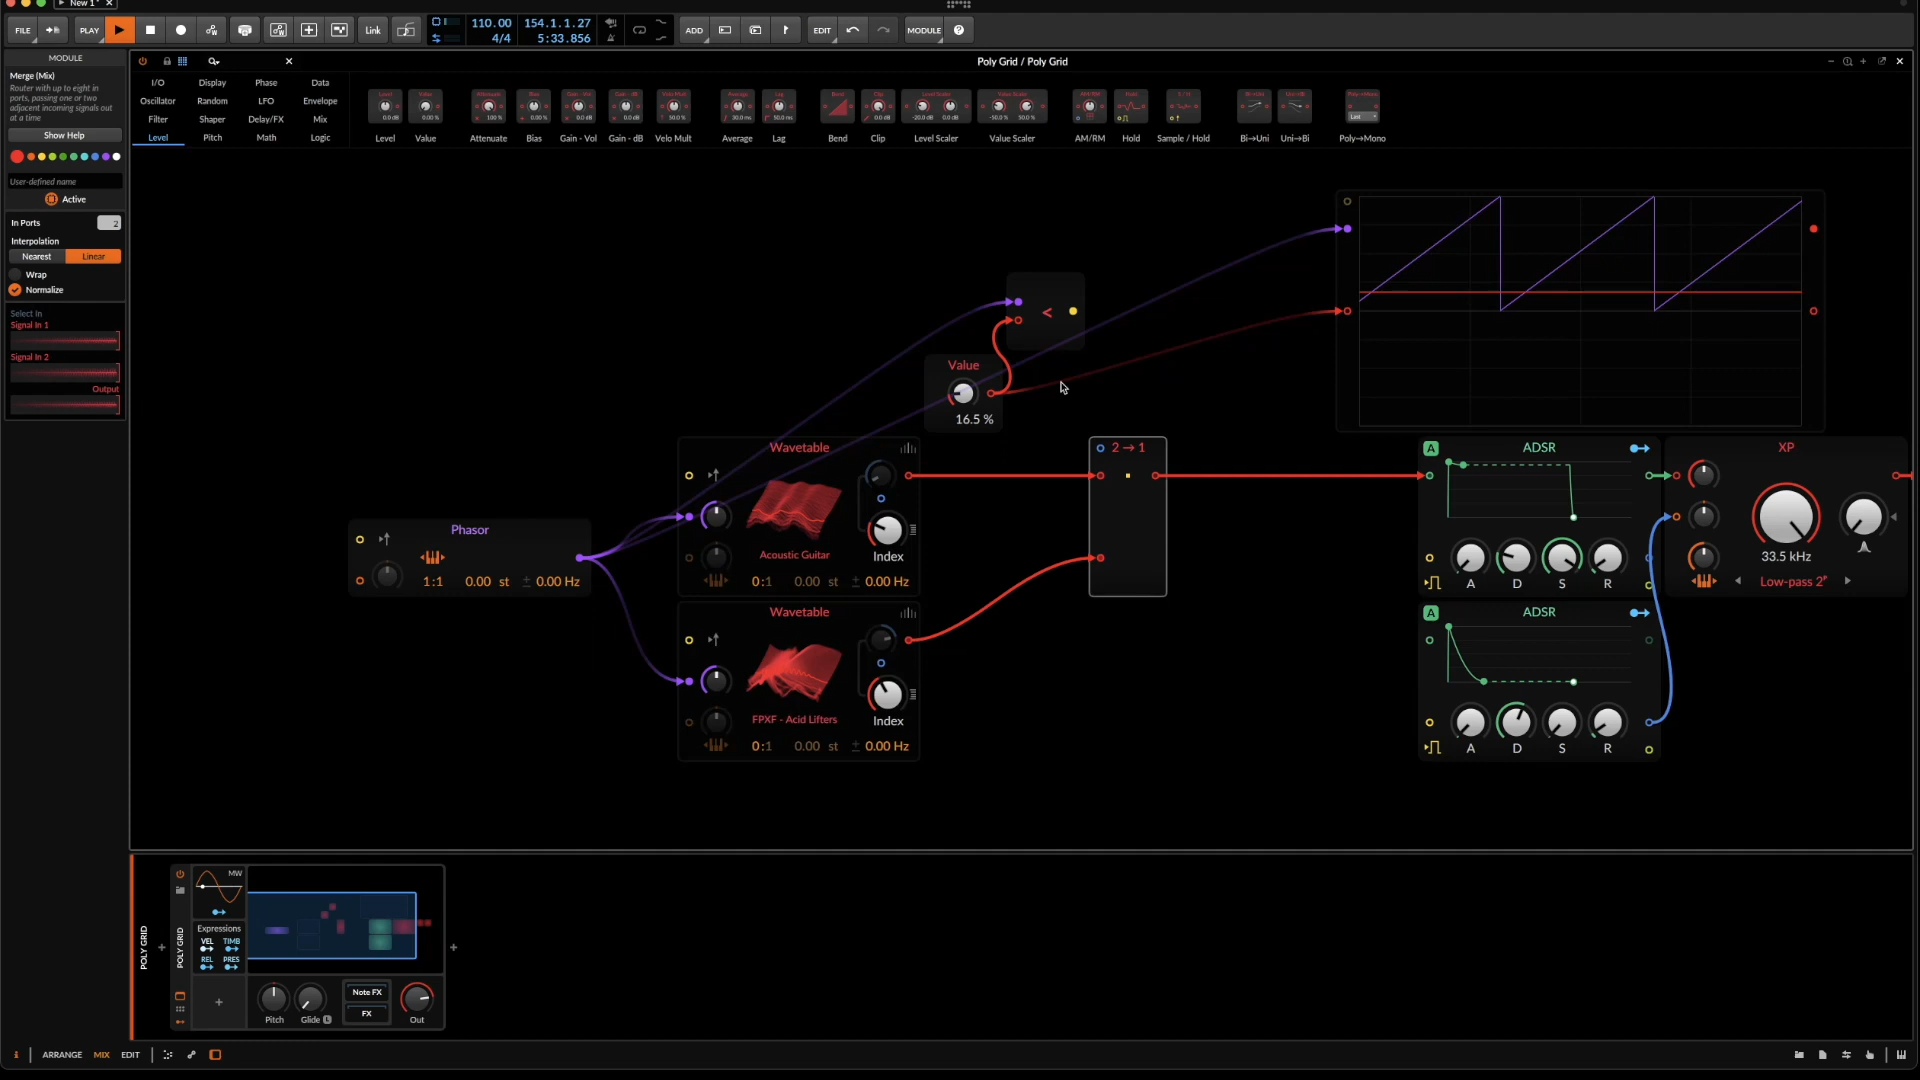 New 1 *
FILE
PLAY
Link
110.00
4/4
154.1.1.27
5:33.856
ADD
EDIT
MODULE
MODULE
Merge (Mix)
Router with up to eight in
ports, passing one or two
adjacent incoming signals out
at a time
Show Help
User-defined name
Active
In Ports 2
Interpolation
Nearest Linear
Wrap
Normalize
Select In
Signal In 1
Signal In 2
Output
Poly Grid / Poly Grid
I/O Display Phase Data
Oscillator Random LFO Envelope
Filter Shaper Delay/FX Mix
Level Pitch Math Logic
Level Value Attenuate Bias Gain - Vol Gain - dB Velo Mult Average Lag Bend Clip Level Scaler Value Scaler AM/RM Hold Sample / Hold Bi→Uni Uni→Bi Poly→Mono
<
Value
16.5 %
Phasor
1:1 0.00 st ± 0.00 Hz
Wavetable
Acoustic Guitar
Index
0:1 0.00 st ± 0.00 Hz
Wavetable
FPXF - Acid Lifters
Index
0:1 0.00 st ± 0.00 Hz
2 → 1
A ADSR
A D S R
A ADSR
A D S R
XP
33.5 kHz
Low-pass 2
POLY GRID
POLY GRID
MW
Expressions
VEL TIMB
REL PRES
Pitch
Glide L
Note FX
FX
Out
i
ARRANGE MIX EDIT